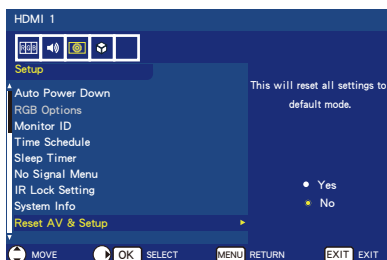 HDMI 1
RGB
Setup
Auto Power Down
RGB Options
Monitor ID
Time Schedule
Sleep Timer
No Signal Menu
IR Lock Setting
System Info
Reset AV & Setup
This will reset all settings to
default mode.
Yes
No
MOVE OK SELECT MENU RETURN EXIT EXIT